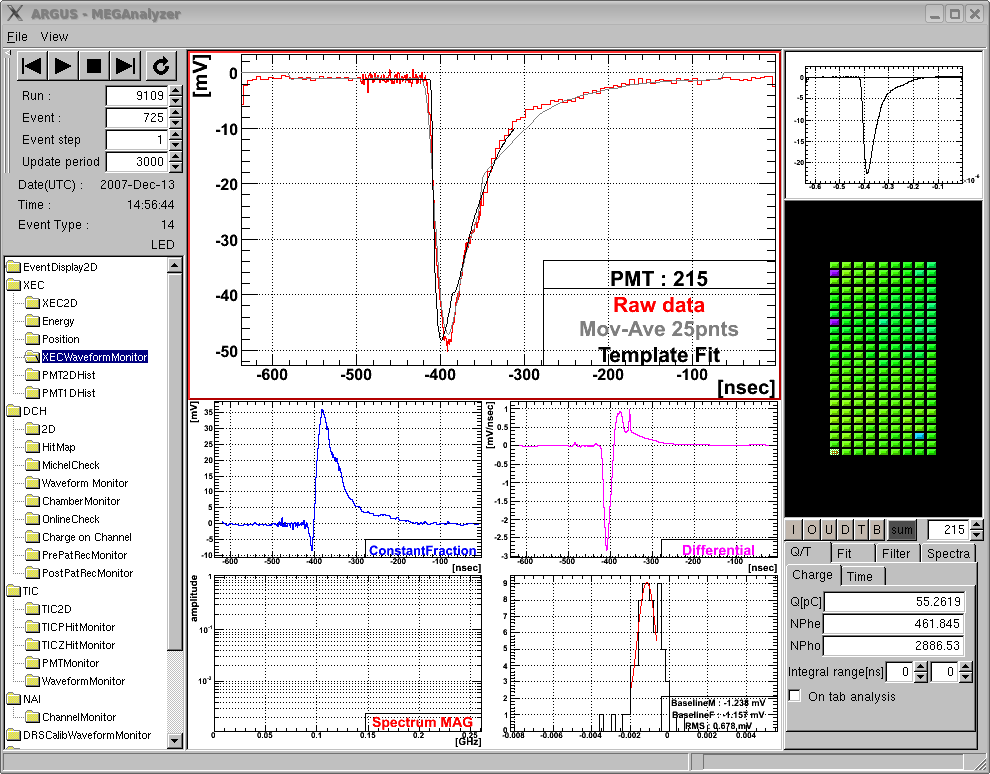 ARGUS - MEGAnalyzer
File View
Run : 9109
Event : 725
Event step 1
Update period 3000
Date(UTC) : 2007-Dec-13
Time : 14:56:44
Event Type : 14
LED
EventDisplay2D
XEC
XEC2D
Energy
Position
XECWaveformMonitor
PMT2DHist
PMT1DHist
DCH
2D
HitMap
MichelCheck
Waveform Monitor
ChamberMonitor
OnlineCheck
Charge on Channel
PrePatRecMonitor
PostPatRecMonitor
TIC
TIC2D
TICPHitMonitor
TICZHitMonitor
PMTMonitor
WaveformMonitor
NAI
ChannelMonitor
DRSCalibWaveformMonitor
[mV]
0
-10
-20
-30
-40
-50
-600 -500 -400 -300 -200 -100
[nsec]
PMT : 215
Raw data
Mov-Ave 25pnts
Template Fit
[mV]
35
30
25
20
15
10
5
0
-5
-10
-600 -500 -400 -300 -200 -100
[nsec]
ConstantFraction
[mV/nsec]
1
0.5
0
-0.5
-1
-1.5
-2
-2.5
-3
-600 -500 -400 -300 -200 -100
[nsec]
Differential
amplitude
1
10-1
10-2
0 0.05 0.1 0.15 0.2 0.25
[GHz]
Spectrum MAG
9
8
7
6
5
4
3
2
1
0
-0.008 -0.006 -0.004 -0.002 0 0.002 0.004
BaselineM : -1.238 mV
BaselineF : -1.157 mV
RMS : 0.678 mV
0
-5
-10
-15
-20
-0.6 -0.5 -0.4 -0.3 -0.2 -0.1
I O U D T B sum 215
Q/T Fit Filter Spectra
Charge Time
Q[pC] 55.2619
NPhe 461.845
NPho 2886.53
Integral range[ns] 0 0
On tab analysis